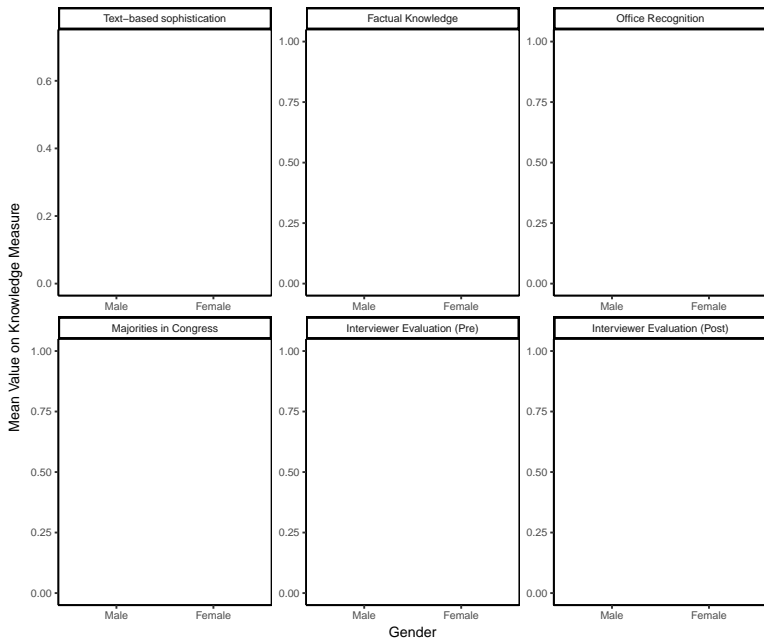 Text−based sophistication
Factual Knowledge
Office Recognition
Mean Value on Knowledge Measure
0.6
0.4
0.2
0.0
1.00
0.75
0.50
0.25
0.00
1.00
0.75
0.50
0.25
0.00
Male Female
Male Female
Male Female
Majorities in Congress
Interviewer Evaluation (Pre)
Interviewer Evaluation (Post)
1.00
0.75
0.50
0.25
0.00
1.00
0.75
0.50
0.25
0.00
1.00
0.75
0.50
0.25
0.00
Male Female
Male Female
Male Female
Gender